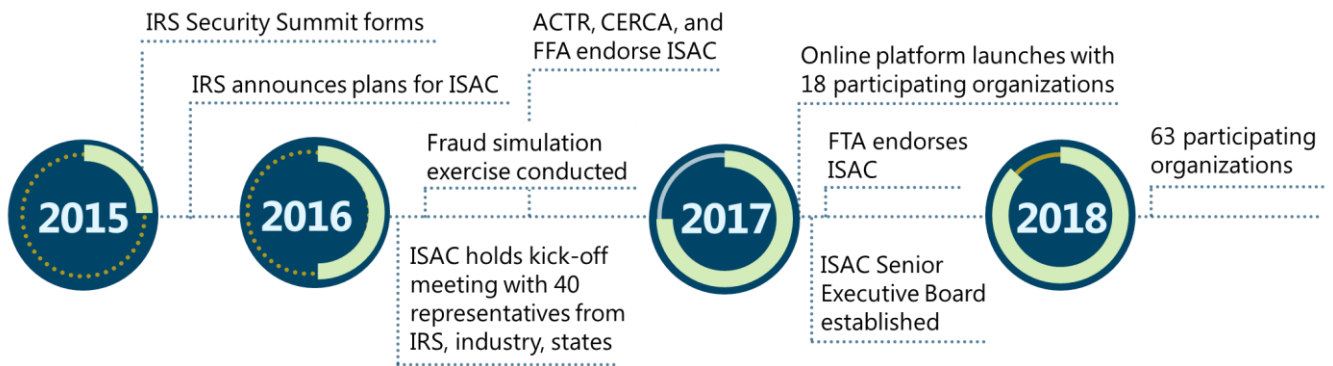 IRS Security Summit forms
IRS announces plans for ISAC
2015
2016
ACTR, CERCA, and
FFA endorse ISAC
Fraud simulation
exercise conducted
ISAC holds kick-off
meeting with 40
representatives from
IRS, industry, states
2017
Online platform launches with
18 participating organizations
FTA endorses
ISAC
ISAC Senior
Executive Board
established
2018
63 participating
organizations